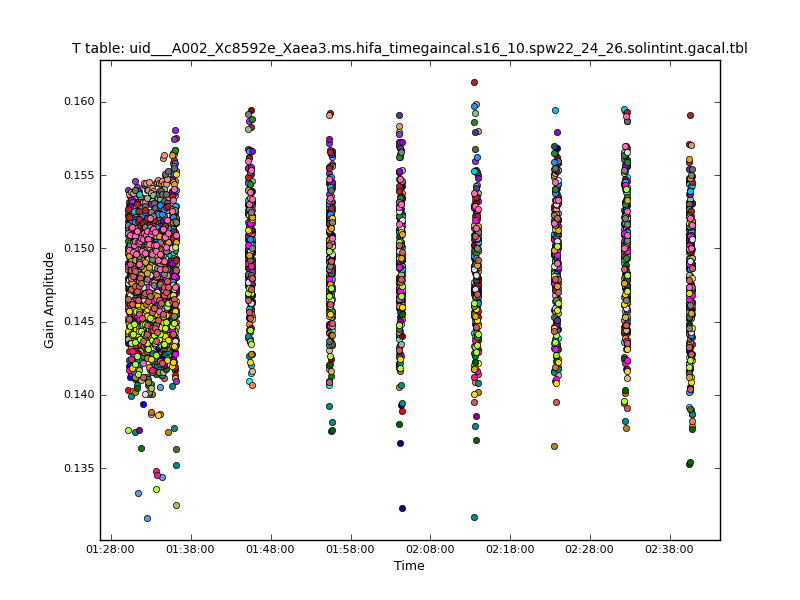 T table: uid___A002_Xc8592e_Xaea3.ms.hifa_timegaincal.s16_10.spw22_24_26.solintint.gacal.tbl
0.160
0.155
0.150
0.145
0.140
0.135
Gain Amplitude
01:28:00 01:38:00 01:48:00 01:58:00 02:08:00 02:18:00 02:28:00 02:38:00
Time